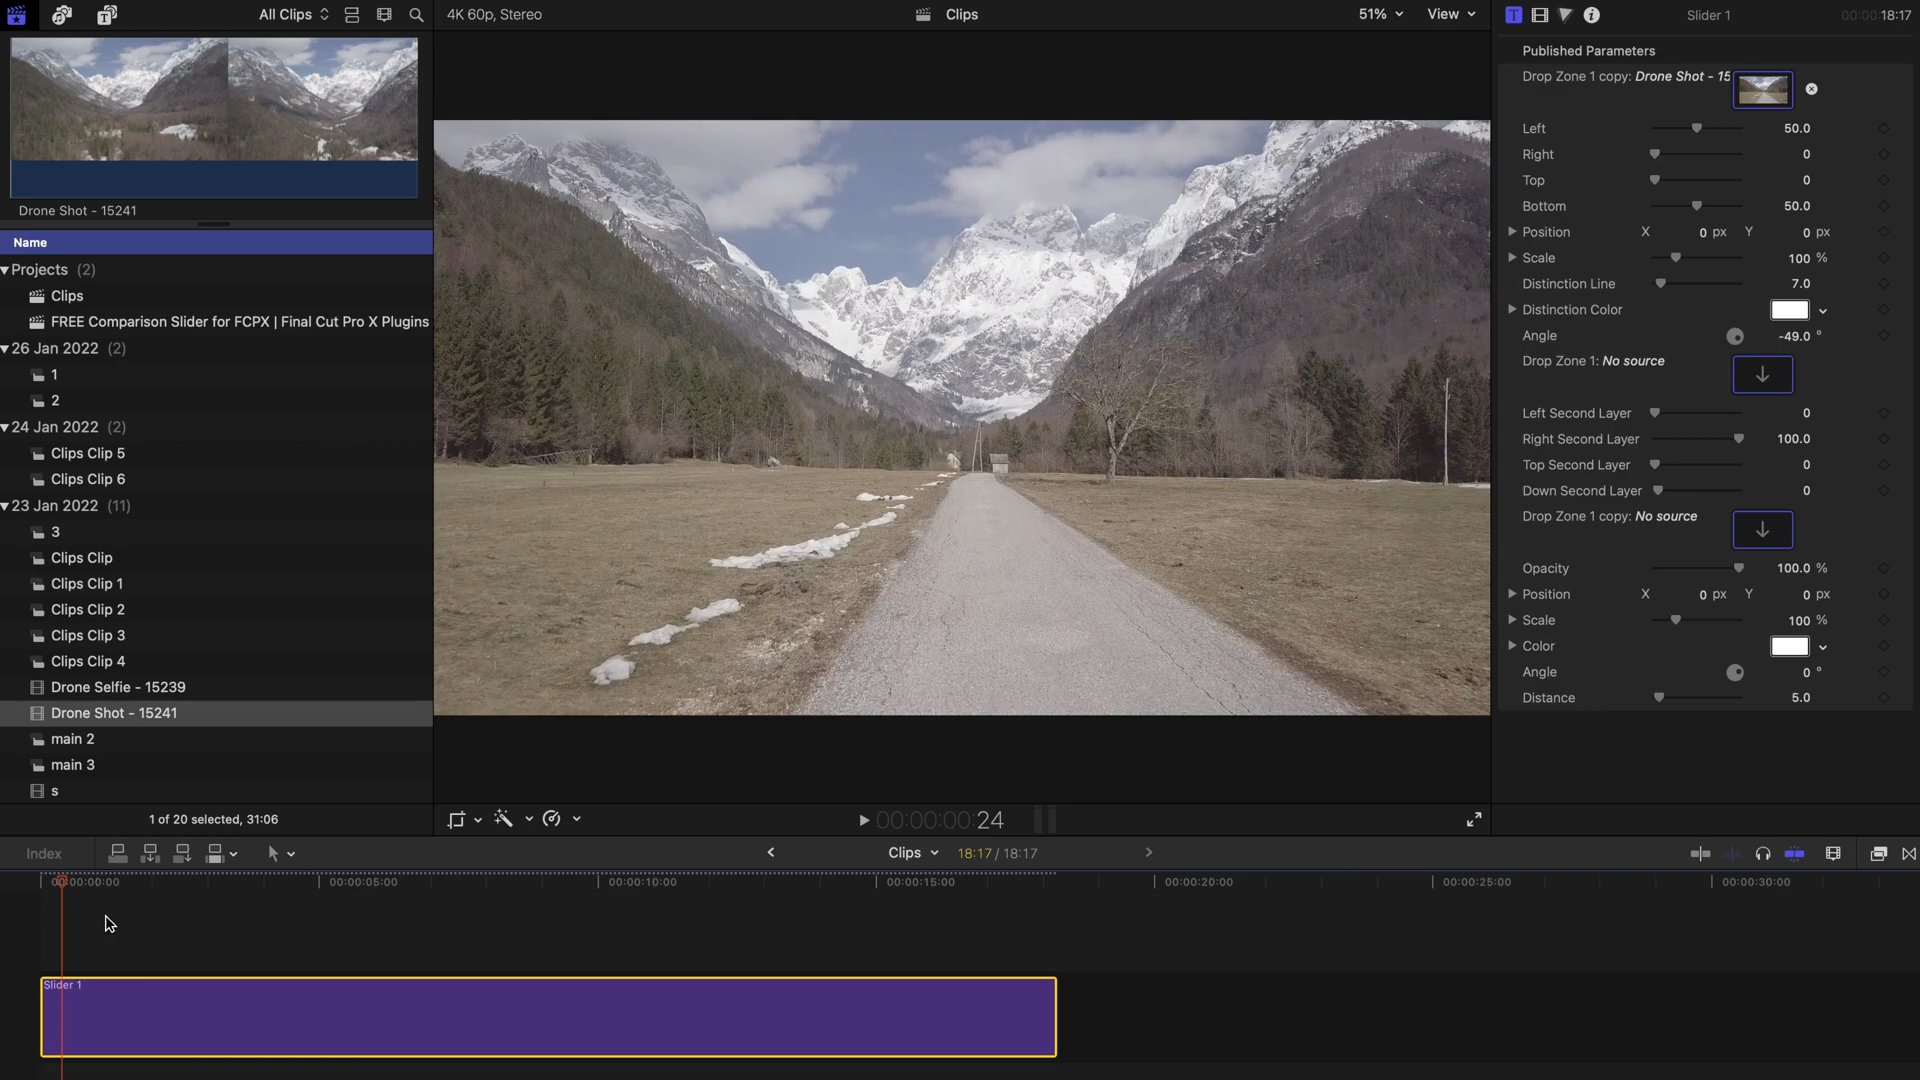 All Clips
4K 60p, Stereo
Clips
51%
View
Slider 1
00:00:18:17
Drone Shot - 15241
Name
Projects (2)
Clips
FREE Comparison Slider for FCPX | Final Cut Pro X Plugins
26 Jan 2022 (2)
1
2
24 Jan 2022 (2)
Clips Clip 5
Clips Clip 6
23 Jan 2022 (11)
3
Clips Clip
Clips Clip 1
Clips Clip 2
Clips Clip 3
Clips Clip 4
Drone Selfie - 15239
Drone Shot - 15241
main 2
main 3
s
1 of 20 selected, 31:06
Published Parameters
Drop Zone 1 copy: Drone Shot - 15
Left 50.0
Right 0
Top 0
Bottom 50.0
Position X 0 px Y 0 px
Scale 100 %
Distinction Line 7.0
Distinction Color
Angle -49.0 °
Drop Zone 1: No source
Left Second Layer 0
Right Second Layer 100.0
Top Second Layer 0
Down Second Layer 0
Drop Zone 1 copy: No source
Opacity 100.0 %
Position X 0 px Y 0 px
Scale 100 %
Color
Angle 0 °
Distance 5.0
00:00:00:24
Index
Clips
18:17 / 18:17
00:00:00:00
00:00:05:00
00:00:10:00
00:00:15:00
00:00:20:00
00:00:25:00
00:00:30:00
Slider 1